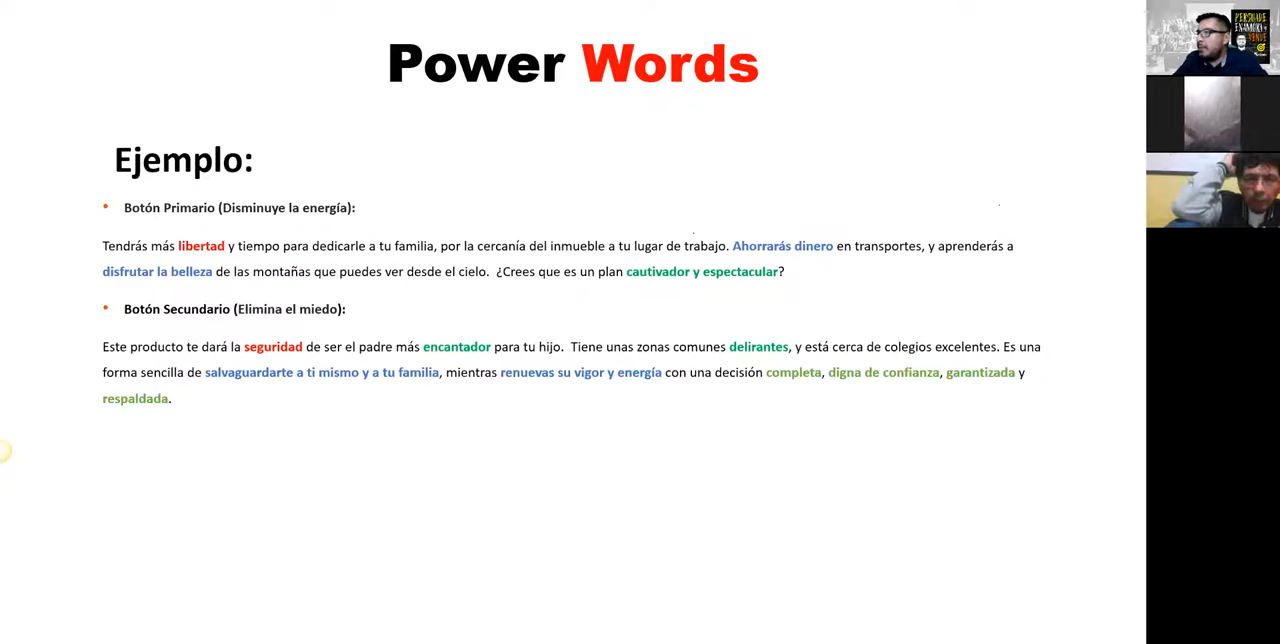 Power Words
Ejemplo:
• Botón Primario (Disminuye la energía):
Tendrás más libertad y tiempo para dedicarle a tu familia, por la cercanía del inmueble a tu lugar de trabajo. Ahorrarás dinero en transportes, y aprenderás a
disfrutar la belleza de las montañas que puedes ver desde el cielo. ¿Crees que es un plan cautivador y espectacular?
• Botón Secundario (Elimina el miedo):
Este producto te dará la seguridad de ser el padre más encantador para tu hijo. Tiene unas zonas comunes delirantes, y está cerca de colegios excelentes. Es una
forma sencilla de salvaguardarte a ti mismo y a tu familia, mientras renuevas su vigor y energía con una decisión completa, digna de confianza, garantizada y
respaldada.
PERSUADE
ENAMORA Y
VENDE